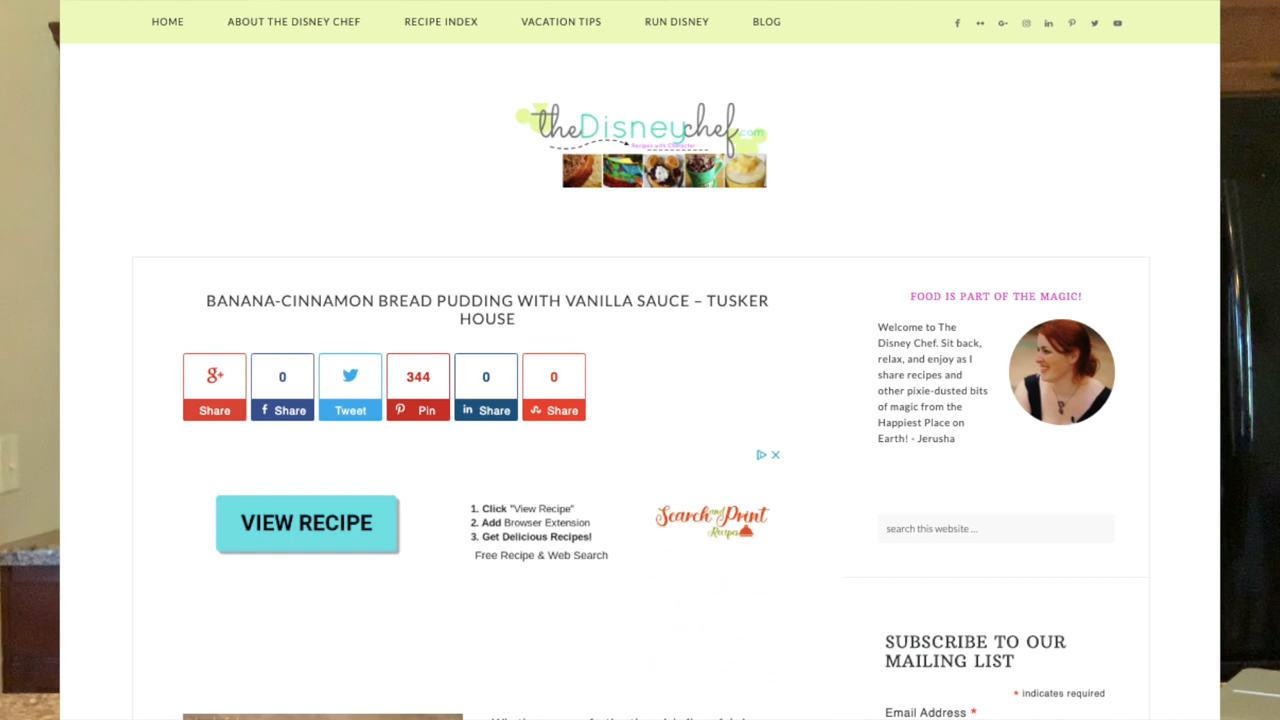 HOME ABOUT THE DISNEY CHEF RECIPE INDEX VACATION TIPS RUN DISNEY BLOG
theDisneychef.com
Recipes with Character
BANANA-CINNAMON BREAD PUDDING WITH VANILLA SAUCE – TUSKER
HOUSE
0 344 0 0
Share Share Tweet Pin Share Share
VIEW RECIPE
1. Click "View Recipe"
2. Add Browser Extension
3. Get Delicious Recipes!
Free Recipe & Web Search
Search and Print
Recipes
FOOD IS PART OF THE MAGIC!
Welcome to The
Disney Chef. Sit back,
relax, and enjoy as I
share recipes and
other pixie-dusted bits
of magic from the
Happiest Place on
Earth! - Jerusha
search this website ...
SUBSCRIBE TO OUR
MAILING LIST
* indicates required
Email Address *